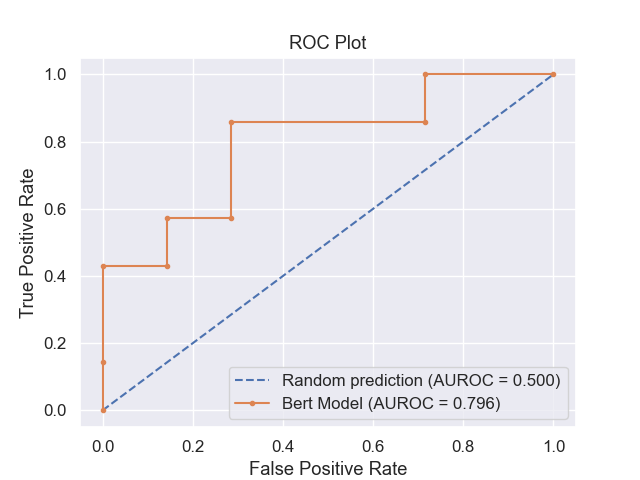 ROC Plot
True Positive Rate
1.0
0.8
0.6
0.4
0.2
0.0
Random prediction (AUROC = 0.500)
Bert Model (AUROC = 0.796)
0.0 0.2 0.4 0.6 0.8 1.0
False Positive Rate